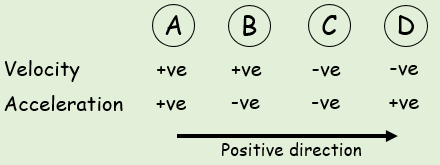 A B C D
Velocity +ve +ve -ve -ve
Acceleration +ve -ve -ve +ve
Positive direction